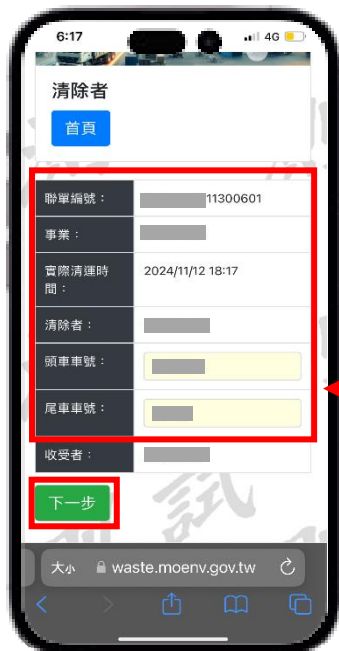 6:17
4G
清除者
首頁
聯單編號：
11300601
事業：
實際清運時間：
2024/11/12 18:17
清除者：
頭車車號：
尾車車號：
收受者：
下一步
試
大小
waste.moenv.gov.tw